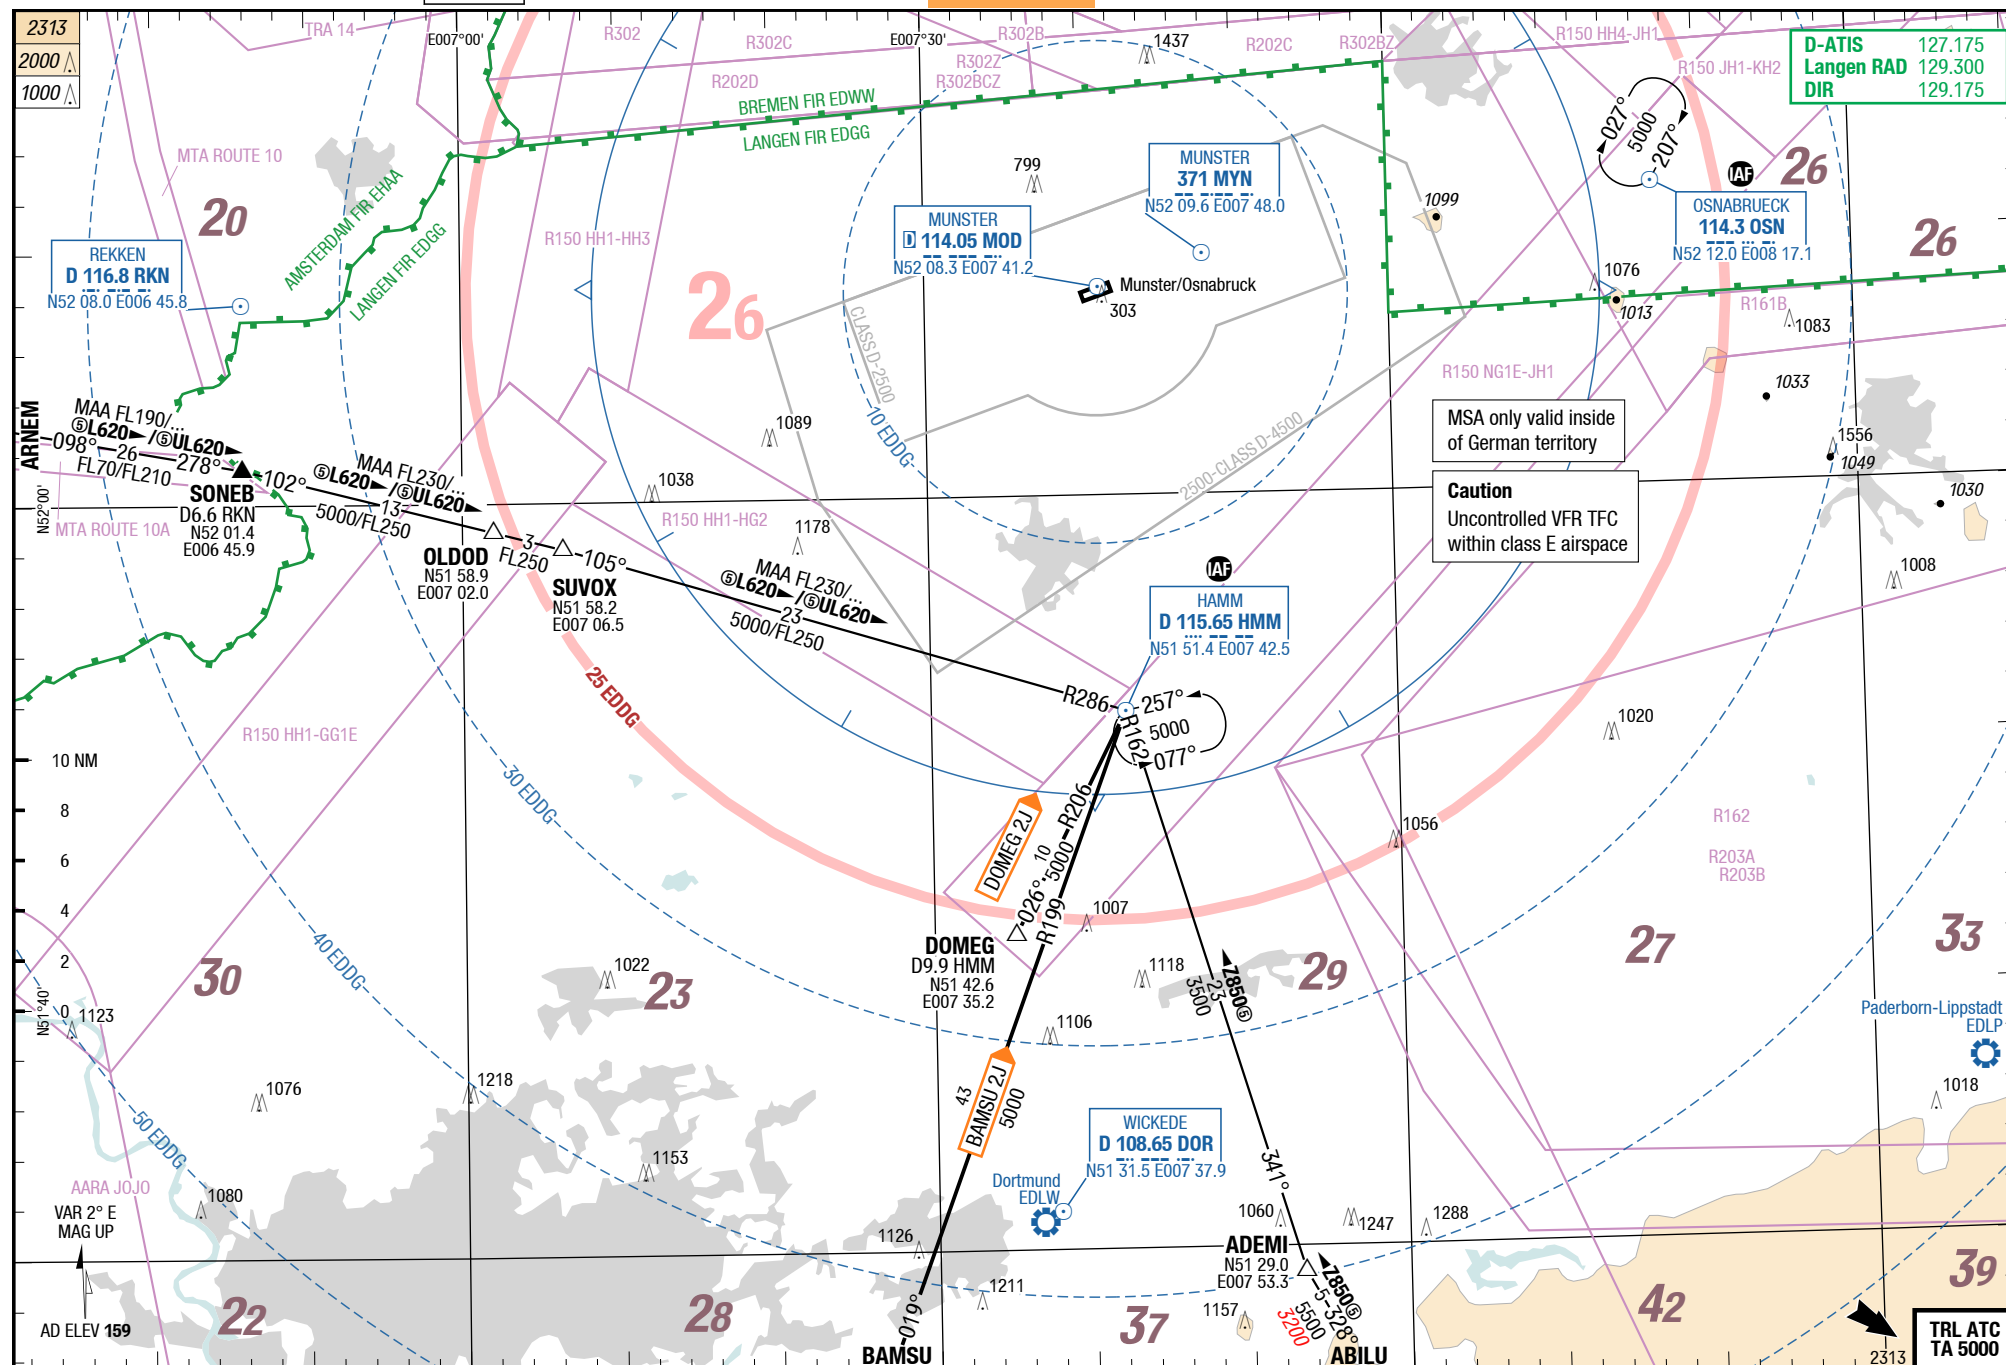 2313
2000
1000
TRA 14
E007°00'
R302
R302C
E007°30'
R302B
1437
R202C
R302BZ
R150 HH4-JH1
R302Z
R202D
R302BCZ
R150 JH1-KH2
D-ATIS 127.175
Langen RAD 129.300
DIR 129.175
BREMEN FIR EDWW
LANGEN FIR EDGG
MTA ROUTE 10
20
AMSTERDAM FIR EHAA
LANGEN FIR EDGG
REKKEN
D 116.8 RKN
N52 08.0 E006 45.8
R150 HH1-HH3
26
799
MUNSTER
371 MYN
N52 09.6 E007 48.0
MUNSTER
D 114.05 MOD
N52 08.3 E007 41.2
Munster/Osnabruck
303
1099
027°
5000
207°
IAF
26
OSNABRUECK
114.3 OSN
N52 12.0 E008 17.1
26
1076
1013
R161B
1083
CLASS D-2500
10 EDDG
2500-CLASS D-4500
R150 NG1E-JH1
1033
MSA only valid inside
of German territory
Caution
Uncontrolled VFR TFC
within class E airspace
1556
1049
1030
1008
ARNEM
MAA FL190/...
⑤L620 /⑤UL620
098° 26 278°
FL70/FL210
SONEB
D6.6 RKN
N52 01.4
E006 45.9
N52°00'
MTA ROUTE 10A
102°
MAA FL230/...
⑤L620 /⑤UL620
13
5000/FL250
OLDOD
N51 58.9
E007 02.0
3
FL250
SUVOX
N51 58.2
E007 06.5
105°
1089
1038
R150 HH1-HG2
1178
MAA FL230/...
⑤L620 /⑤UL620
23
5000/FL250
IAF
HAMM
D 115.65 HMM
N51 51.4 E007 42.5
R286
257°
5000
077°
R162
25 EDDG
R150 HH1-GG1E
30 EDDG
10 NM
8
6
4
2
0
N51°40'
1020
1056
R162
R203A
R203B
R206
DOMEG 2J
10
5000
026°
R199
1007
DOMEG
D9.9 HMM
N51 42.6
E007 35.2
40 EDDG
30
1022
23
1123
1118
Z850⑤
23
3500
29
27
33
Paderborn-Lippstadt
EDLP
1018
1106
1076
1218
43
BAMSU 2J
5000
50 EDDG
1153
WICKEDE
D 108.65 DOR
N51 31.5 E007 37.9
Dortmund
EDLW
341°
AARA JOJO
1080
VAR 2° E
MAG UP
AD ELEV 159
1126
1060
1247
1288
ADEMI
N51 29.0
E007 53.3
Z850⑤
5 328°
5500
3200
1211
1157
22
28
37
42
39
019°
BAMSU
ABILU
2313
TRL ATC
TA 5000